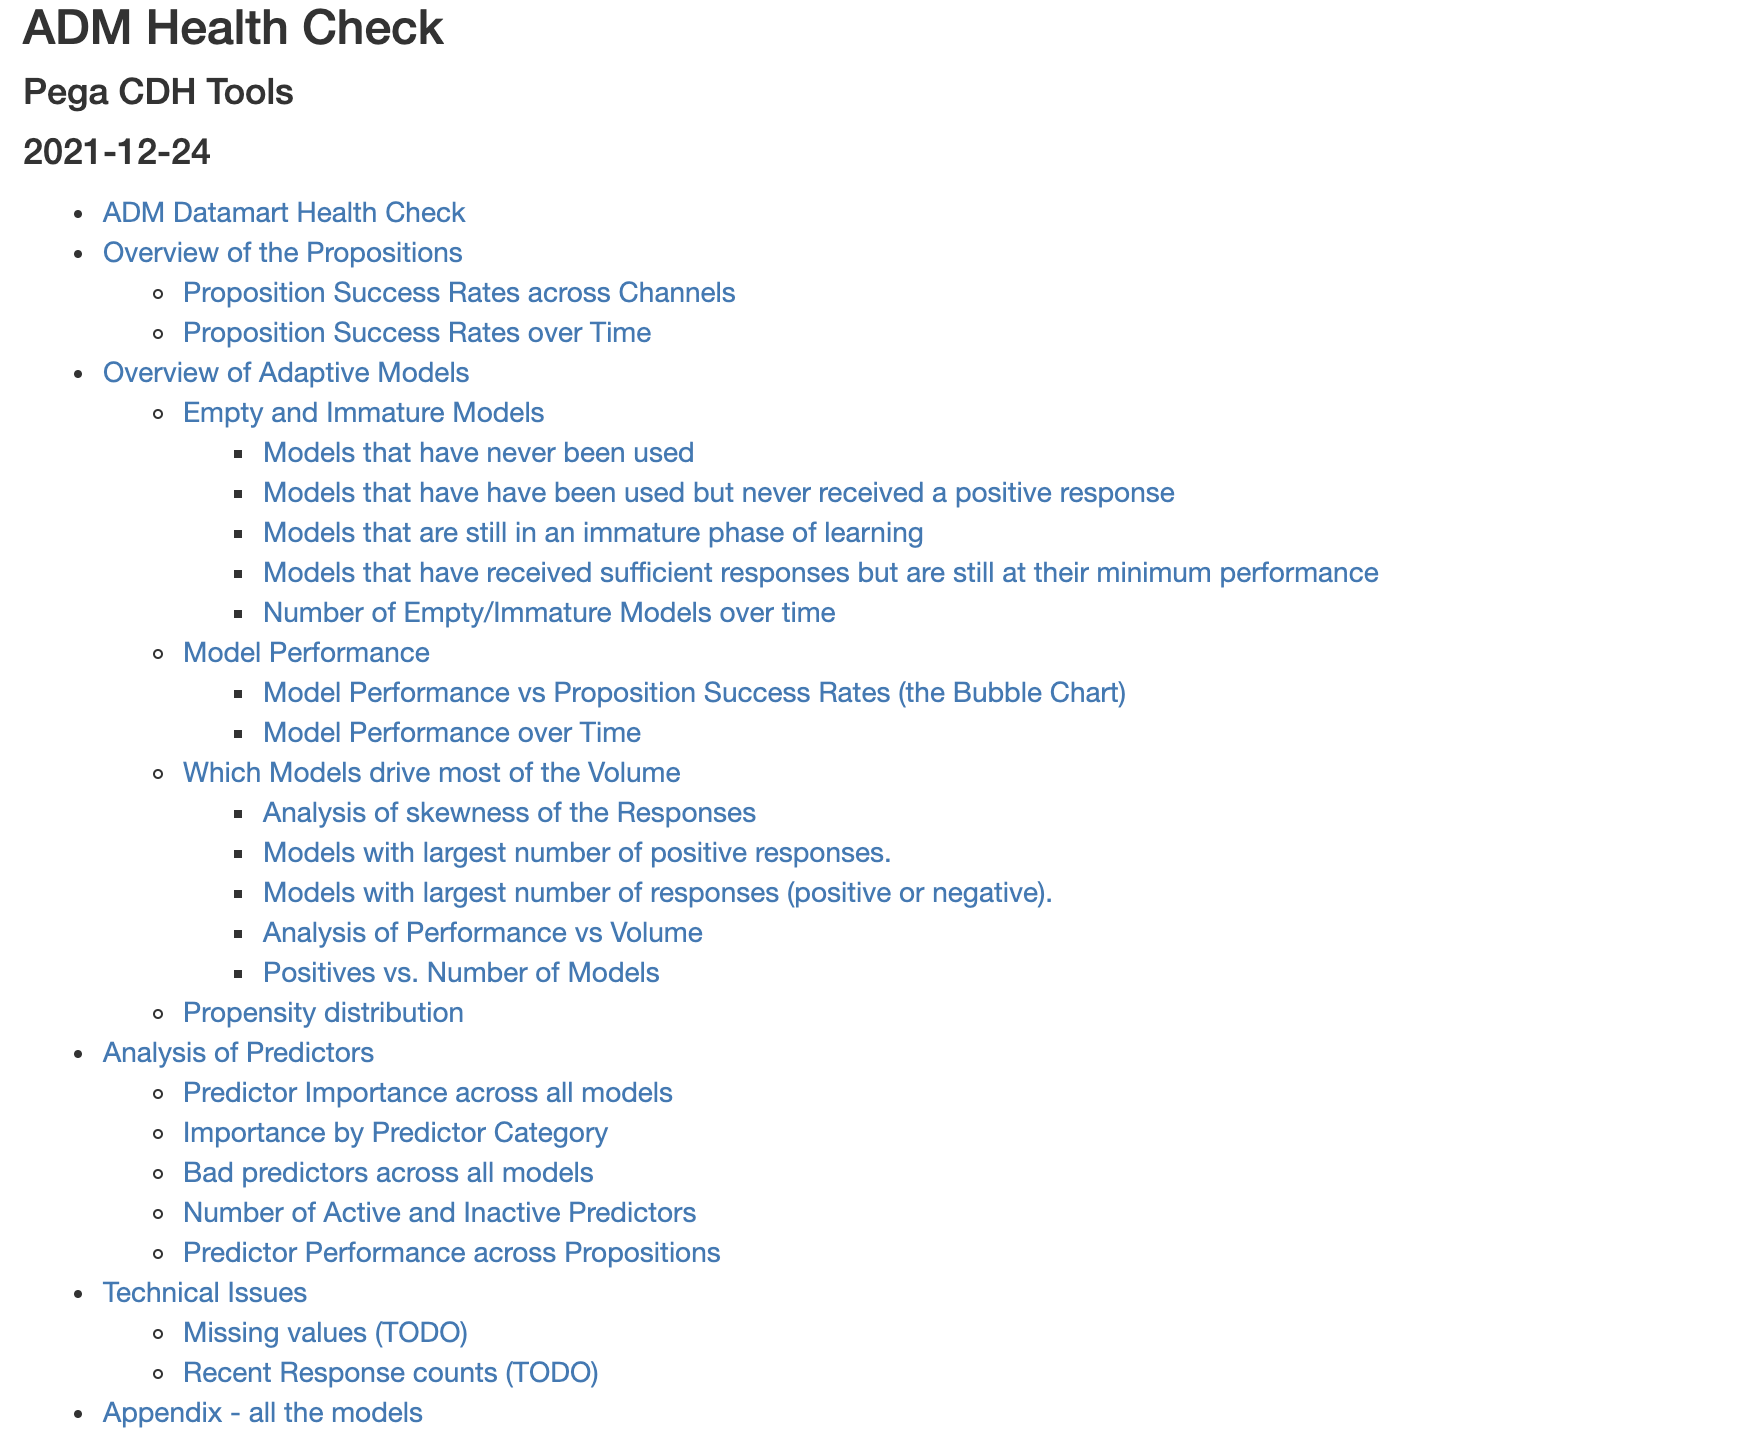 ADM Health Check
Pega CDH Tools
2021-12-24
ADM Datamart Health Check
Overview of the Propositions
Proposition Success Rates across Channels
Proposition Success Rates over Time
Overview of Adaptive Models
Empty and Immature Models
Models that have never been used
Models that have have been used but never received a positive response
Models that are still in an immature phase of learning
Models that have received sufficient responses but are still at their minimum performance
Number of Empty/Immature Models over time
Model Performance
Model Performance vs Proposition Success Rates (the Bubble Chart)
Model Performance over Time
Which Models drive most of the Volume
Analysis of skewness of the Responses
Models with largest number of positive responses.
Models with largest number of responses (positive or negative).
Analysis of Performance vs Volume
Positives vs. Number of Models
Propensity distribution
Analysis of Predictors
Predictor Importance across all models
Importance by Predictor Category
Bad predictors across all models
Number of Active and Inactive Predictors
Predictor Performance across Propositions
Technical Issues
Missing values (TODO)
Recent Response counts (TODO)
Appendix - all the models